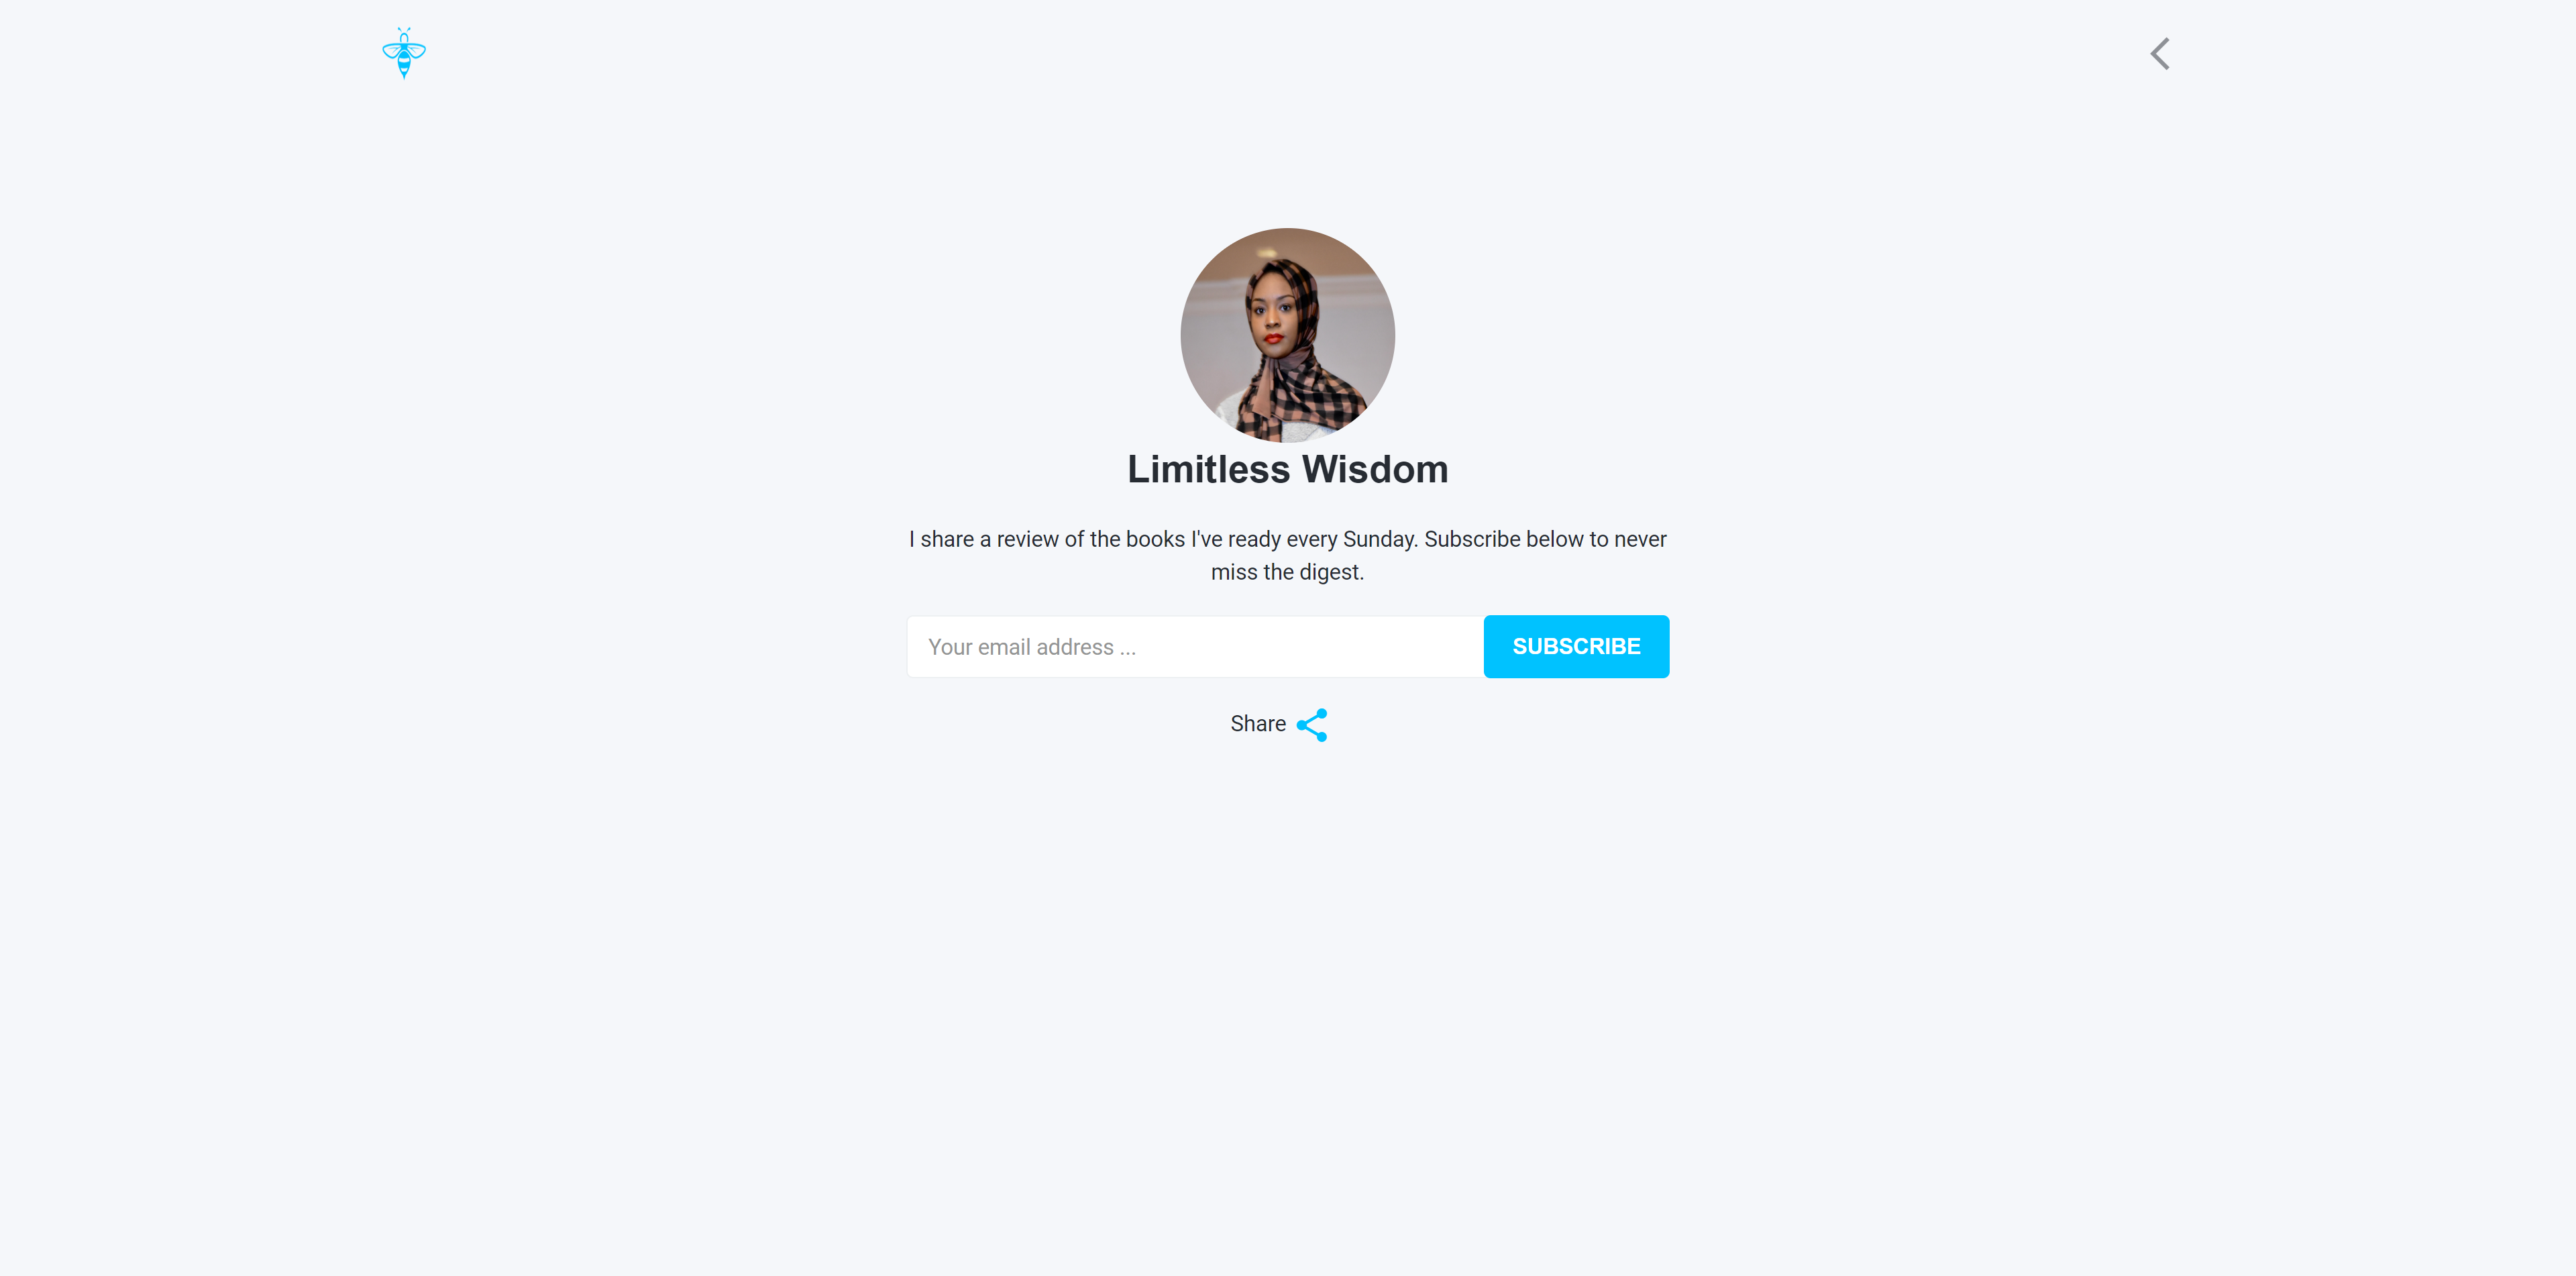 Limitless Wisdom
I share a review of the books I've ready every Sunday. Subscribe below to never
miss the digest.
Your email address ...
SUBSCRIBE
Share